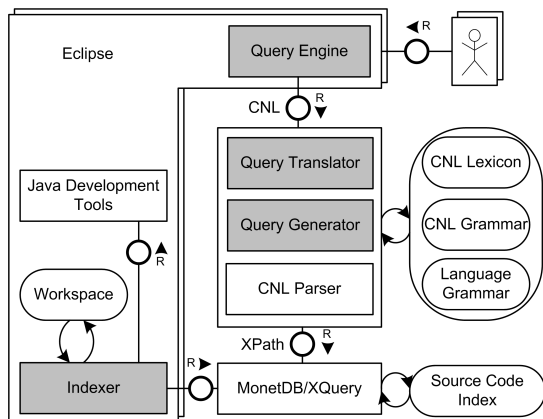 Eclipse
Query Engine
R
CNL
R
Query Translator
Query Generator
CNL Parser
CNL Lexicon
CNL Grammar
Language
Grammar
Java Development
Tools
R
Workspace
XPath
R
Indexer
R
MonetDB/XQuery
Source Code
Index